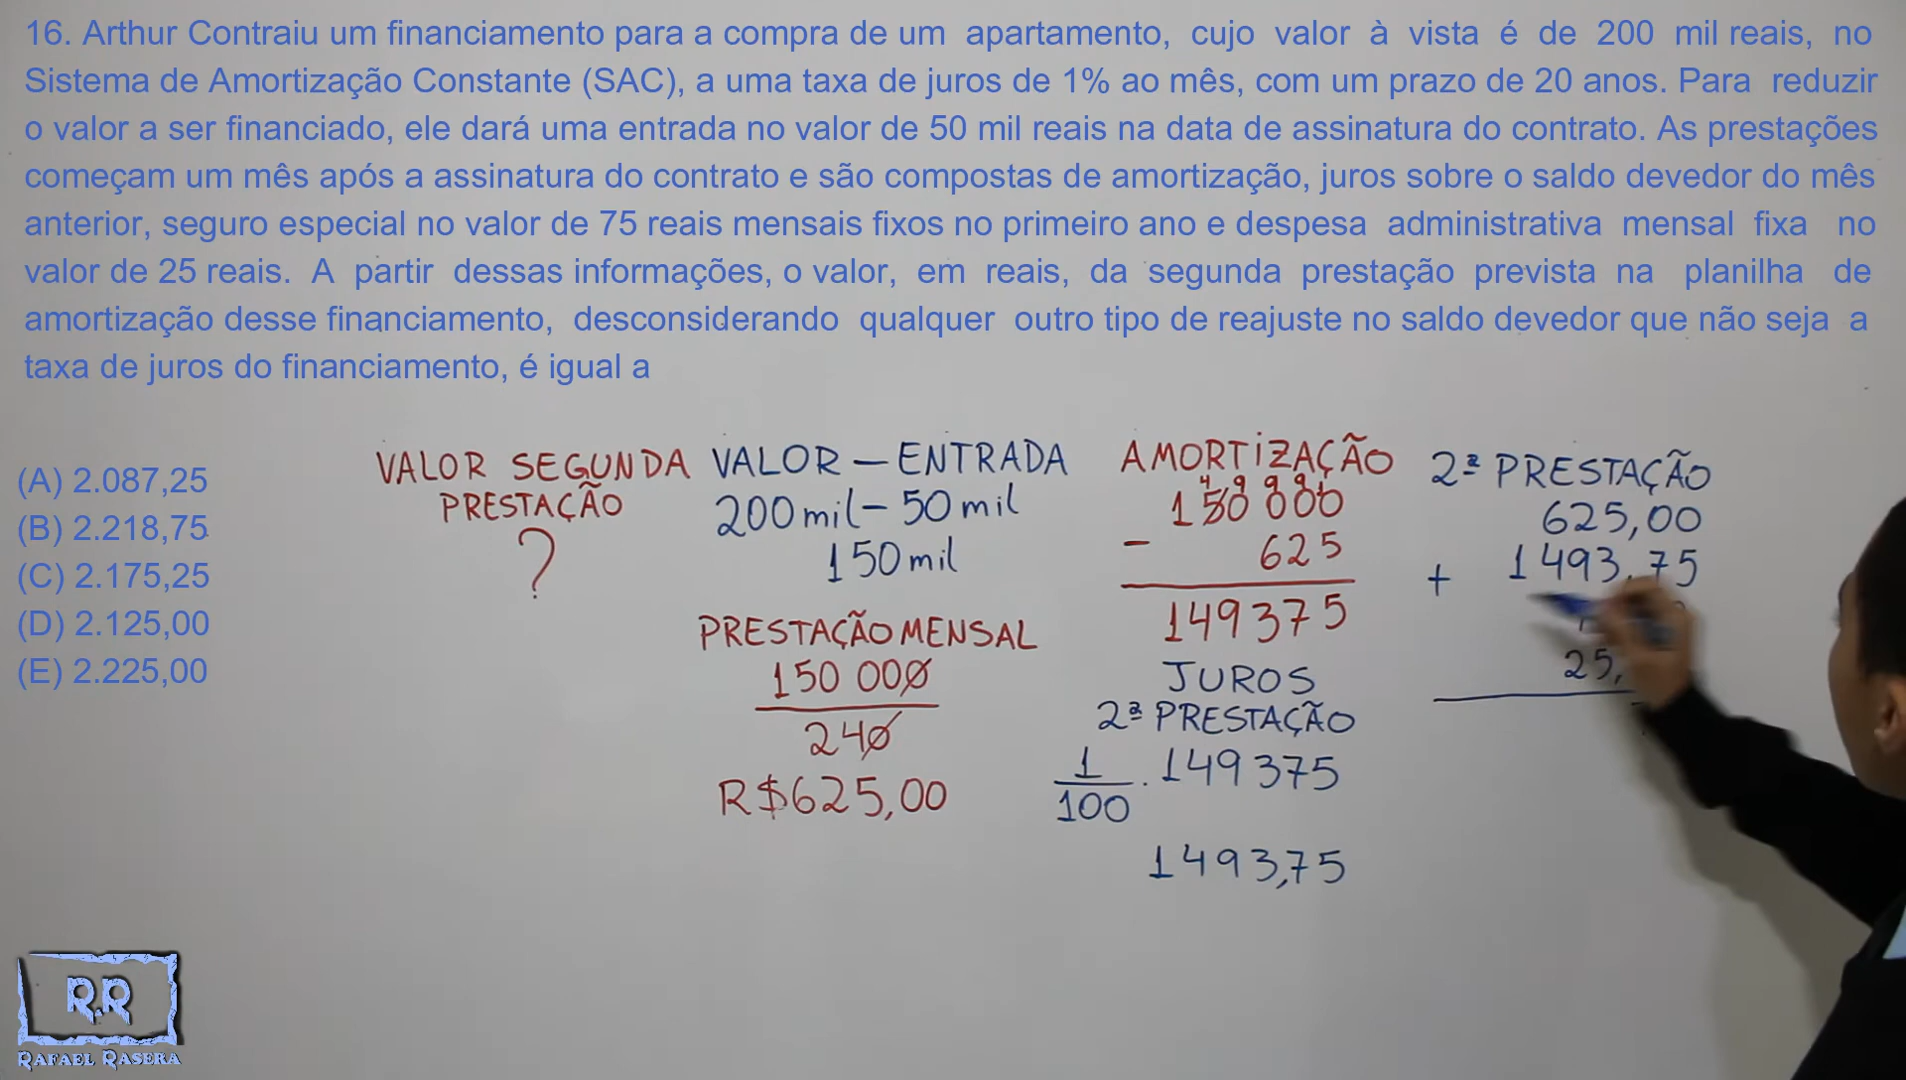 16. Arthur Contraiu um financiamento para a compra de um apartamento, cujo valor à vista é de 200 mil reais, no
Sistema de Amortização Constante (SAC), a uma taxa de juros de 1% ao mês, com um prazo de 20 anos. Para reduzir
o valor a ser financiado, ele dará uma entrada no valor de 50 mil reais na data de assinatura do contrato. As prestações
começam um mês após a assinatura do contrato e são compostas de amortização, juros sobre o saldo devedor do mês
anterior, seguro especial no valor de 75 reais mensais fixos no primeiro ano e despesa administrativa mensal fixa no
valor de 25 reais. A partir dessas informações, o valor, em reais, da segunda prestação prevista na planilha de
amortização desse financiamento, desconsiderando qualquer outro tipo de reajuste no saldo devedor que não seja a
taxa de juros do financiamento, é igual a
(A) 2.087,25
(B) 2.218,75
(C) 2.175,25
(D) 2.125,00
(E) 2.225,00
VALOR SEGUNDA
PRESTAÇÃO
?
VALOR – ENTRADA
200 mil – 50 mil
150 mil
PRESTAÇÃO MENSAL
150 000
240
R$625,00
AMORTIZAÇÃO
4 9 9 9 1
150 000
- 625
149375
JUROS
2ª PRESTAÇÃO
1
100
. 149375
1493,75
2ª PRESTAÇÃO
625,00
+ 1493,75
25,
R.R
RAFAEL RASERA